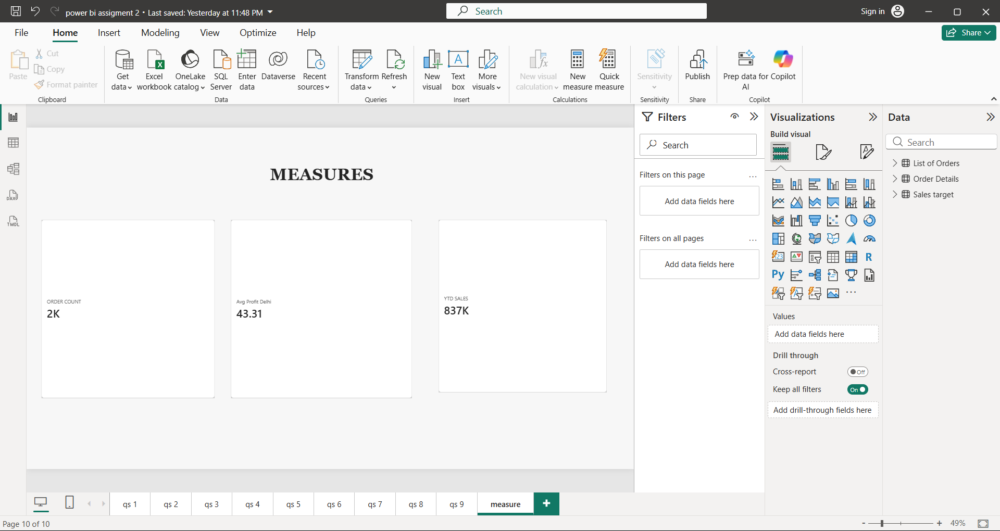 power bi assigment 2 • Last saved: Yesterday at 11:48 PM
Search
Sign in
File
Home
Insert
Modeling
View
Optimize
Help
Share
Paste
Cut
Copy
Format painter
Clipboard
Get data
Excel workbook
OneLake catalog
SQL Server
Enter data
Dataverse
Recent sources
Data
Transform data
Refresh
Queries
New visual
Text box
More visuals
Insert
New visual calculation
New measure
Quick measure
Calculations
Sensitivity
Sensitivity
Publish
Share
Prep data for AI
Copilot
Copilot
DAX
TMDL
MEASURES
ORDER COUNT
2K
Avg Profit Delhi
43.31
YTD SALES
837K
Filters
Search
Filters on this page
...
Add data fields here
Filters on all pages
...
Add data fields here
Visualizations
Build visual
123
R
Py
...
Values
Add data fields here
Drill through
Cross-report
Off
Keep all filters
On
Add drill-through fields here
Data
Search
List of Orders
Order Details
Sales target
qs 1
qs 2
qs 3
qs 4
qs 5
qs 6
qs 7
qs 8
qs 9
measure
+
Page 10 of 10
-
+
49%